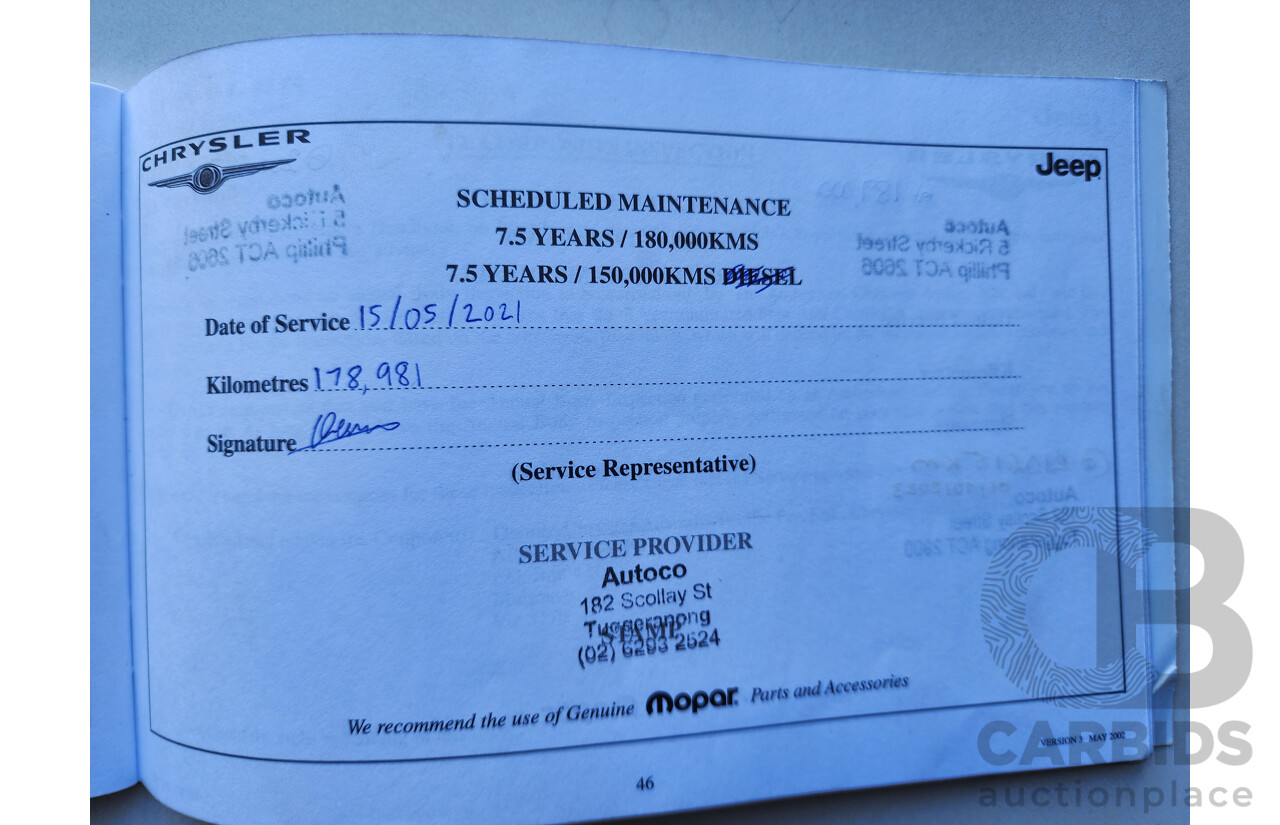 CHRYSLER
Jeep
SCHEDULED MAINTENANCE
7.5 YEARS / 180,000KMS
7.5 YEARS / 150,000KMS DIESEL
Date of Service 15/05/2021
Kilometres 178,981
Signature
(Service Representative)
SERVICE PROVIDER
Autoco
182 Scollay St
Tuggeranong
STAMP
(02) 6293 2624
We recommend the use of Genuine Mopar Parts and Accessories
VERSION 3 MAY 2002
46
Autoco
5 Rickerby Street
Phillip ACT 2606
Autoco
5 Rickerby Street
Phillip ACT 2606
CARBIDS
auctionplace